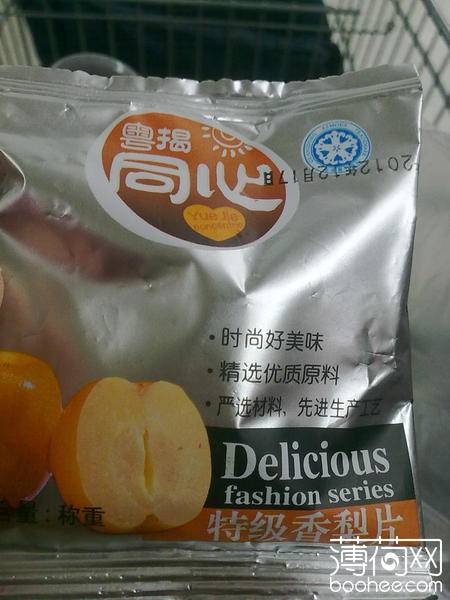 粤揭
同心
Yue Jie
2012年12月17日
·时尚好美味
·精选优质原料
·严选材料，先进生产工艺
Delicious
fashion series
特级香梨片
含量：称重
薄荷网
boohee.com